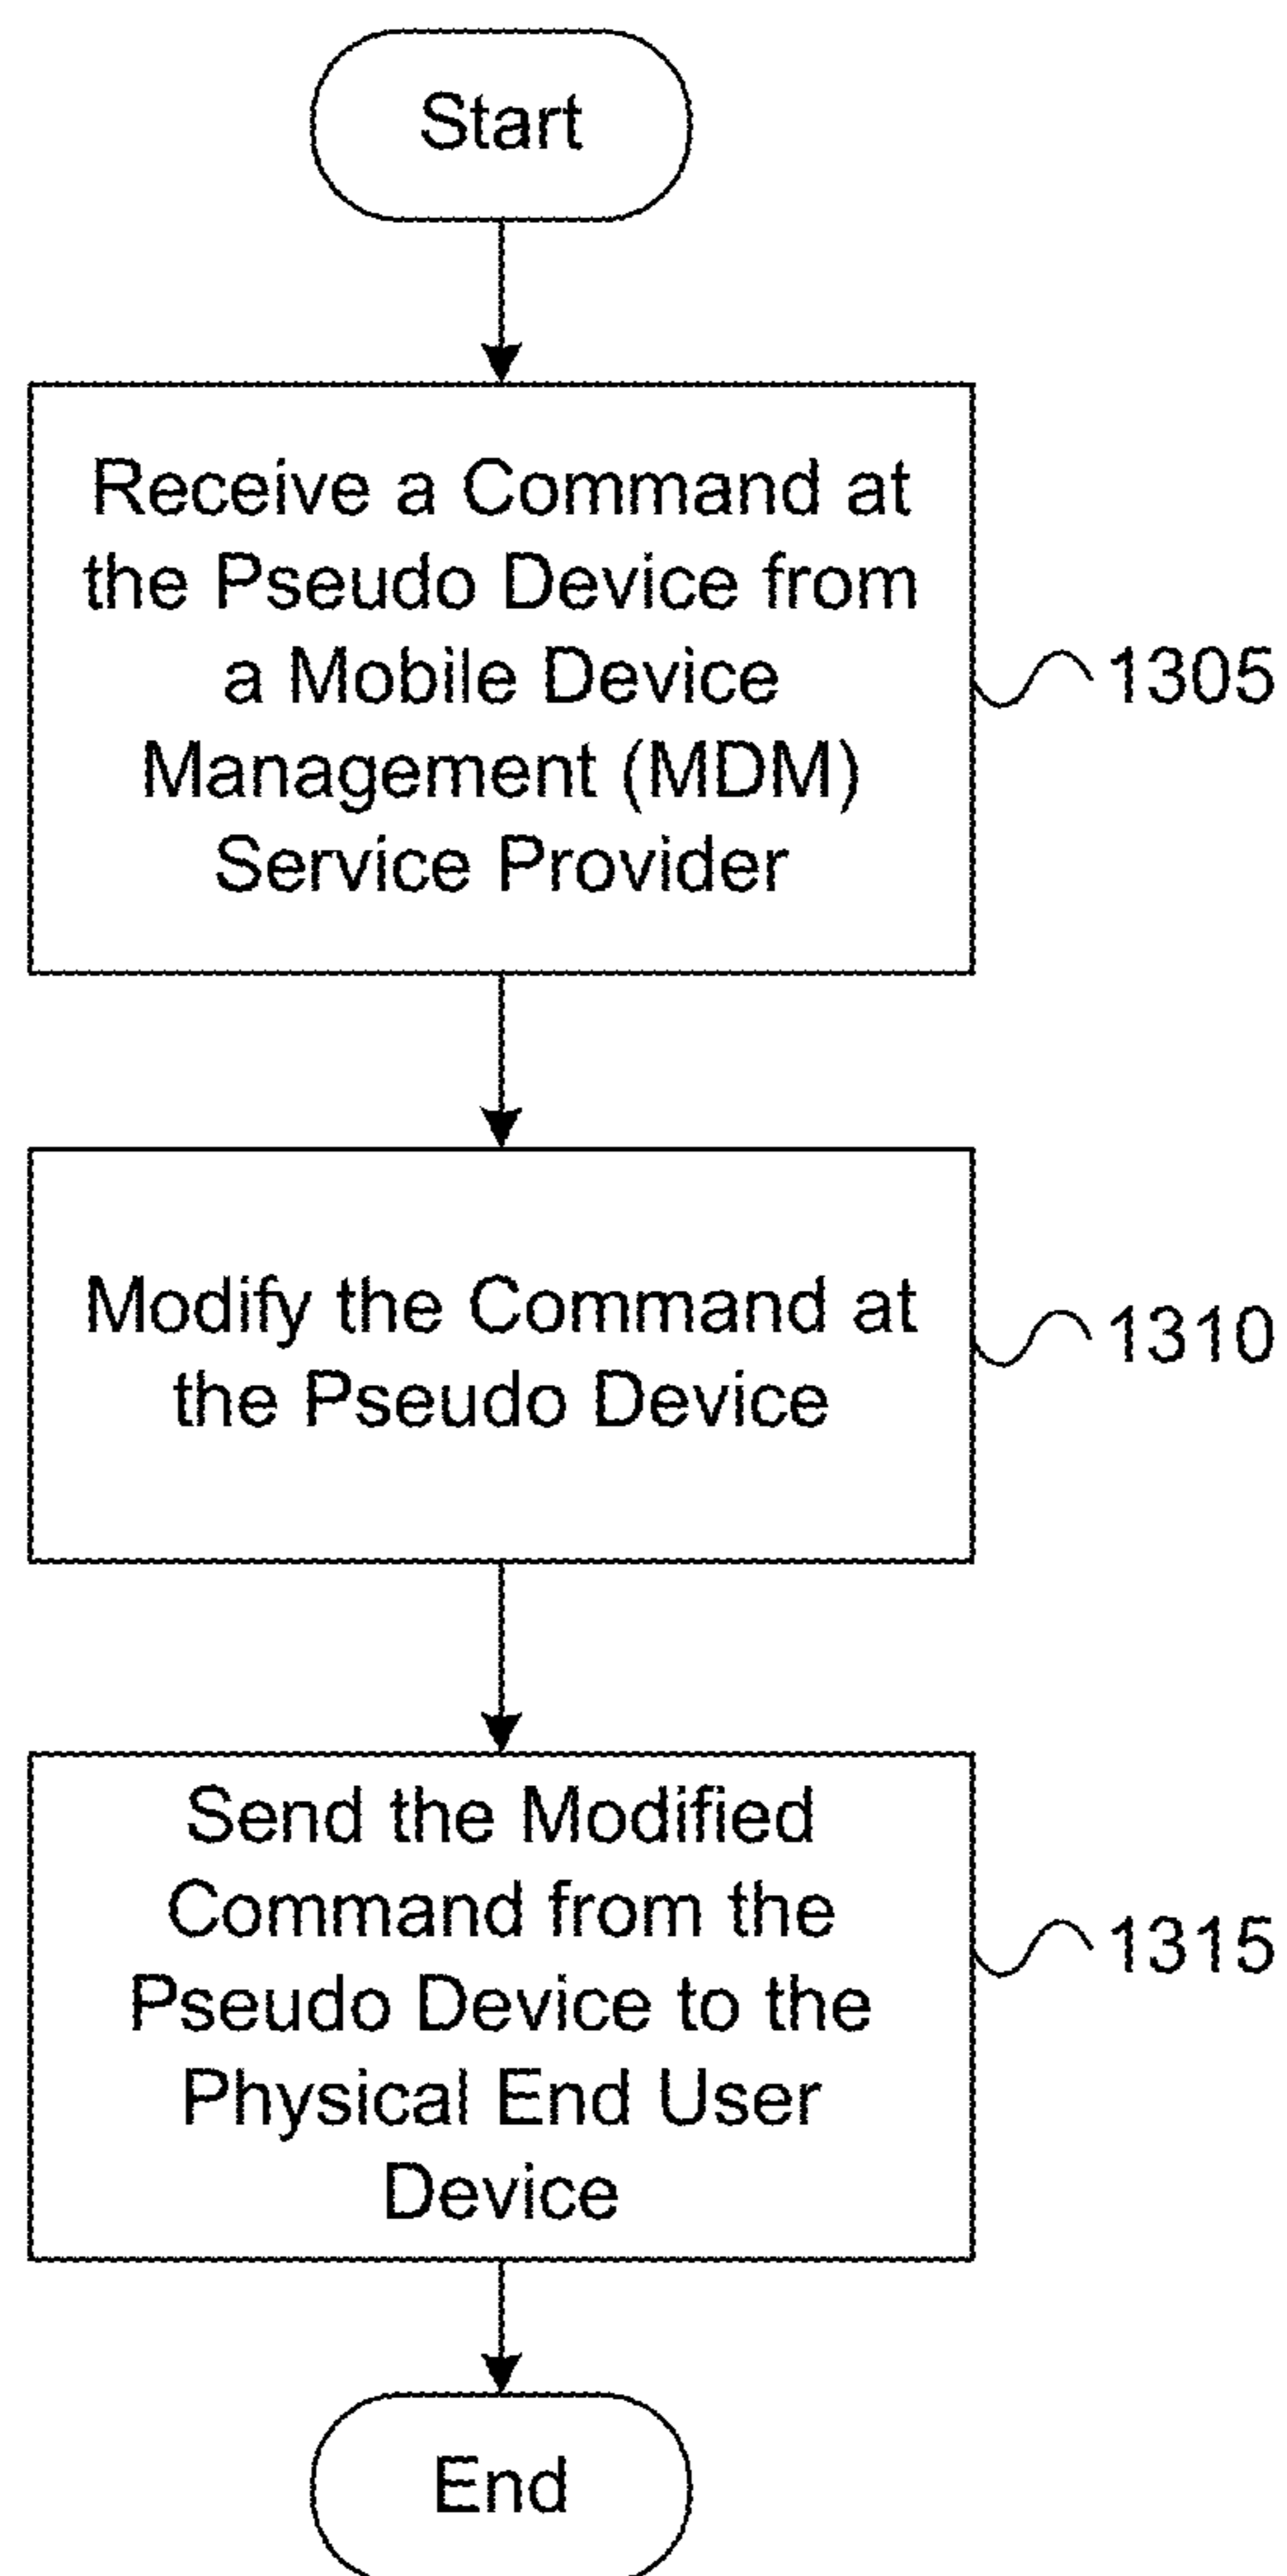 Start
Receive a Command at
the Pseudo Device from
a Mobile Device
Management (MDM)
Service Provider
1305
Modify the Command at
the Pseudo Device
1310
Send the Modified
Command from the
Pseudo Device to the
Physical End User
Device
1315
End